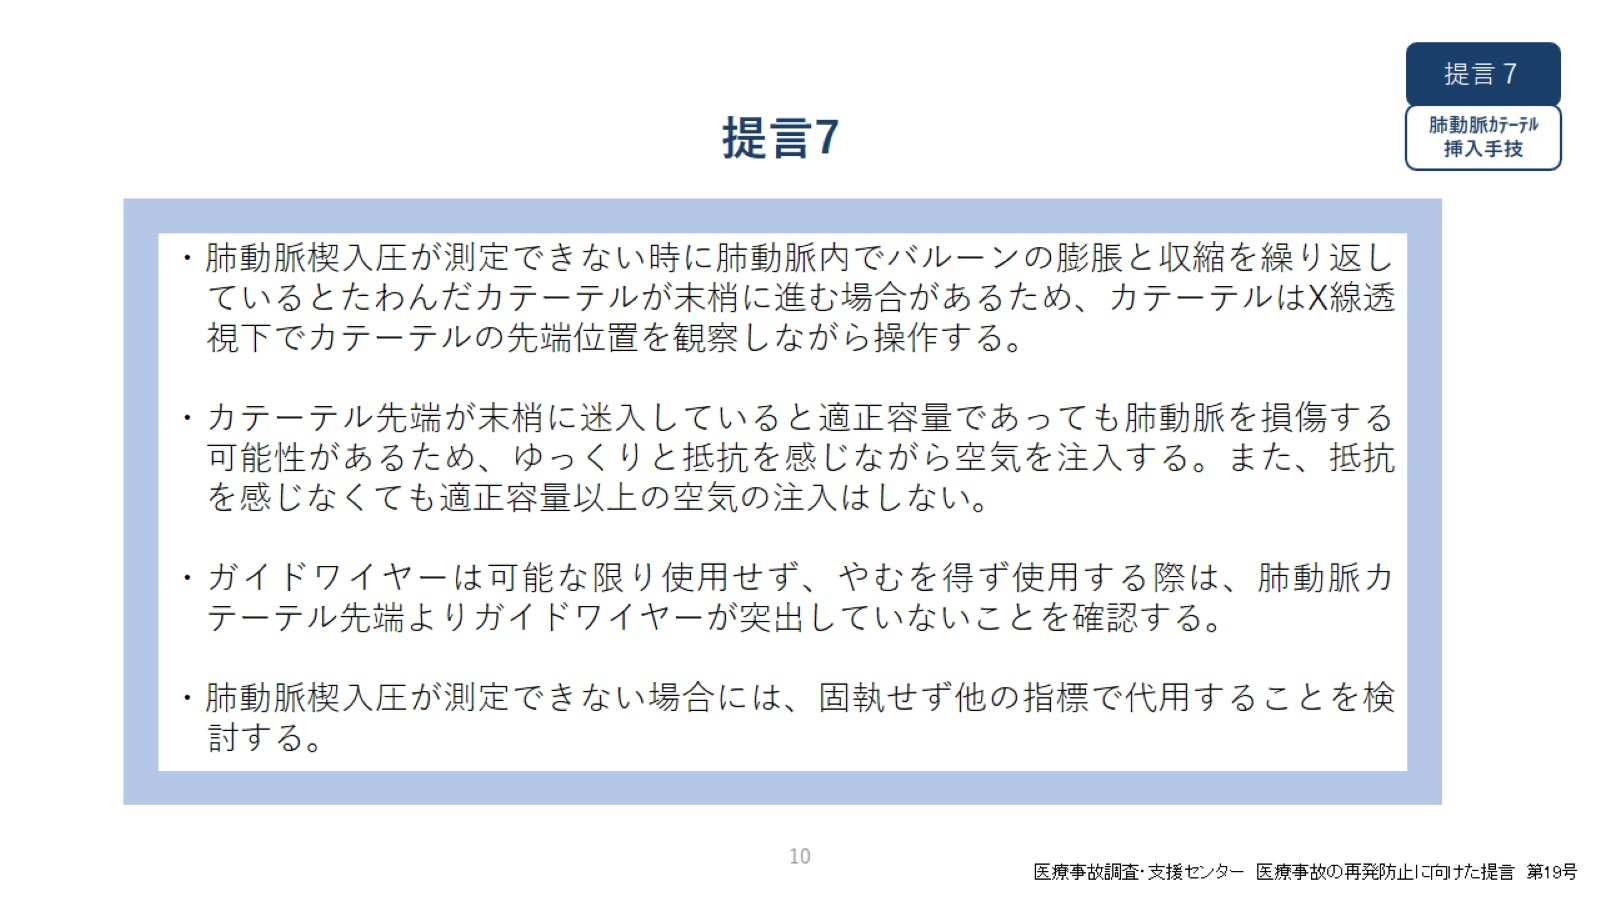 提言７
肺動脈ｶﾃｰﾃﾙ
挿入手技
提言7
・肺動脈楔入圧が測定できない時に肺動脈内でバルーンの膨脹と収縮を繰り返し
ているとたわんだカテーテルが末梢に進む場合があるため、カテーテルはX線透
視下でカテーテルの先端位置を観察しながら操作する。
・カテーテル先端が末梢に迷入していると適正容量であっても肺動脈を損傷する
可能性があるため、ゆっくりと抵抗を感じながら空気を注入する。また、抵抗
を感じなくても適正容量以上の空気の注入はしない。
・ガイドワイヤーは可能な限り使用せず、やむを得ず使用する際は、肺動脈カ
テーテル先端よりガイドワイヤーが突出していないことを確認する。
・肺動脈楔入圧が測定できない場合には、固執せず他の指標で代用することを検
討する。
10
医療事故調査・支援センター　医療事故の再発防止に向けた提言　第19号